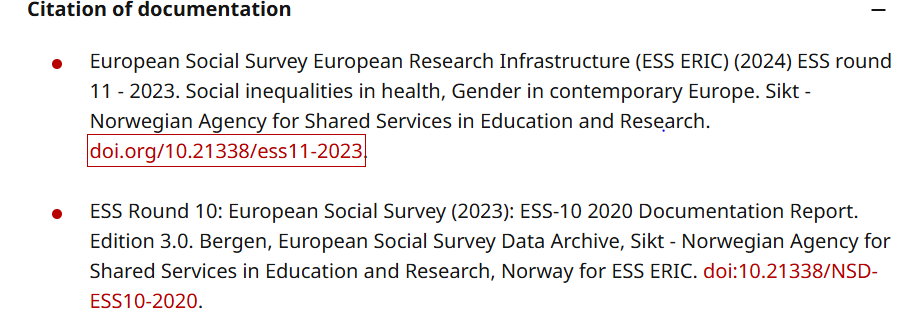 Citation of documentation
European Social Survey European Research Infrastructure (ESS ERIC) (2024) ESS round
11 - 2023. Social inequalities in health, Gender in contemporary Europe. Sikt -
Norwegian Agency for Shared Services in Education and Research.
doi.org/10.21338/ess11-2023.
ESS Round 10: European Social Survey (2023): ESS-10 2020 Documentation Report.
Edition 3.0. Bergen, European Social Survey Data Archive, Sikt - Norwegian Agency for
Shared Services in Education and Research, Norway for ESS ERIC. doi:10.21338/NSD-
ESS10-2020.